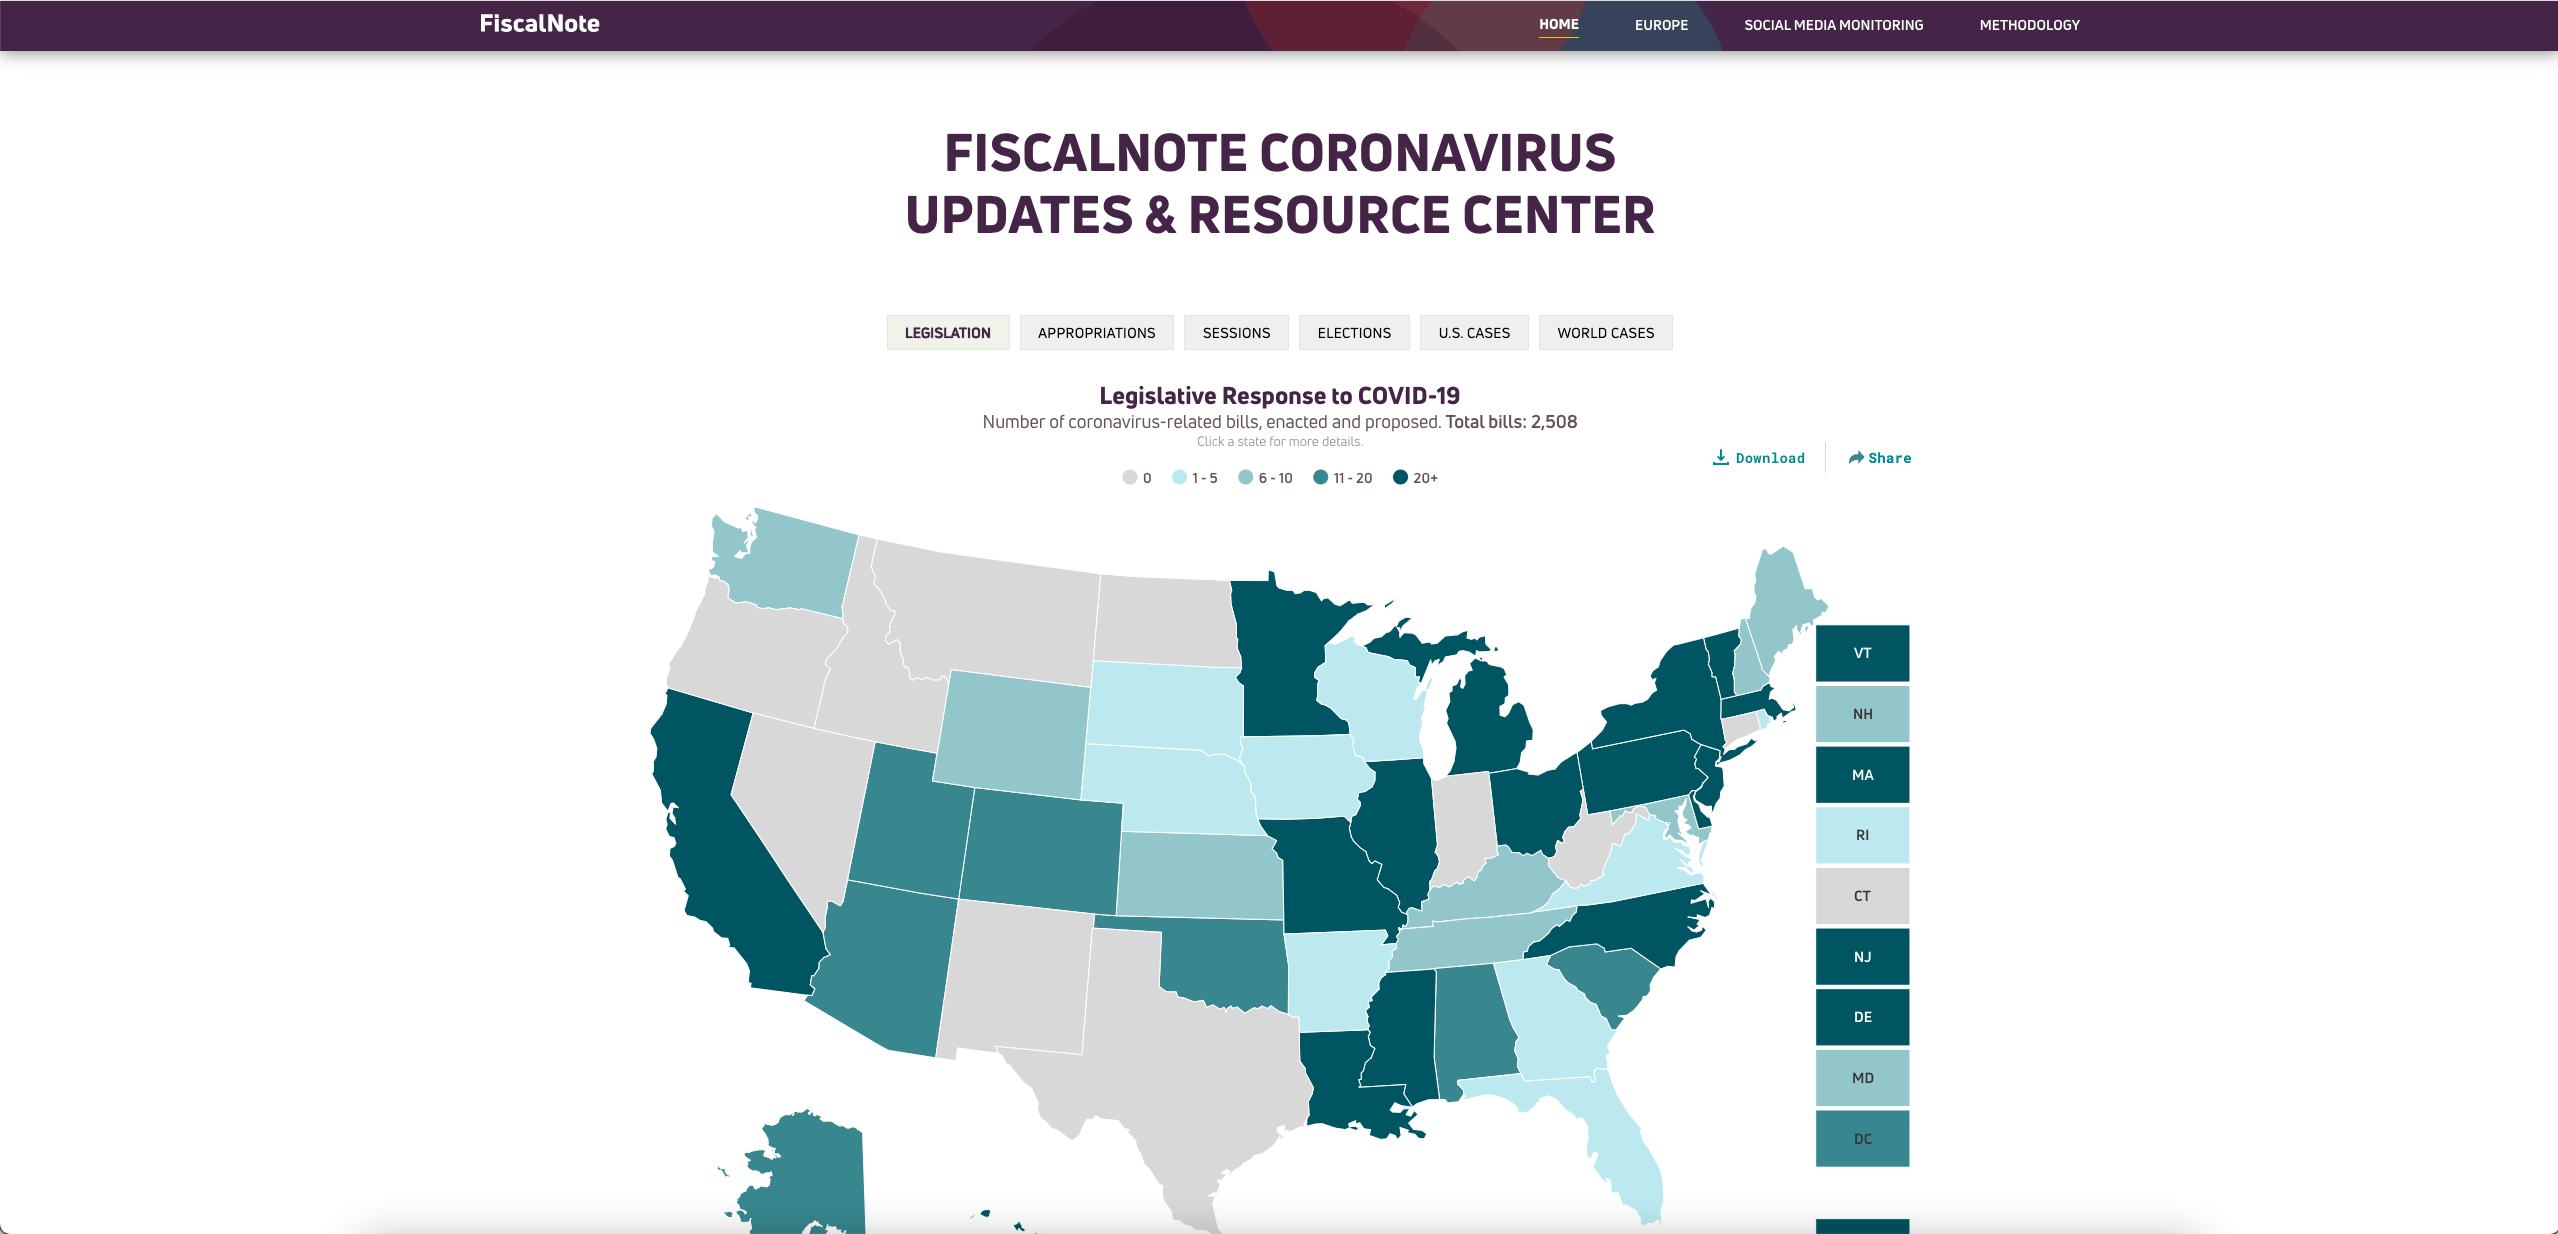 FiscalNote
HOME
EUROPE
SOCIAL MEDIA MONITORING
METHODOLOGY
FISCALNOTE CORONAVIRUS
UPDATES & RESOURCE CENTER
LEGISLATION
APPROPRIATIONS
SESSIONS
ELECTIONS
U.S. CASES
WORLD CASES
Legislative Response to COVID-19
Number of coronavirus-related bills, enacted and proposed. Total bills: 2,508
Click a state for more details.
Download
Share
0
1 - 5
6 - 10
11 - 20
20+
VT
NH
MA
RI
CT
NJ
DE
MD
DC